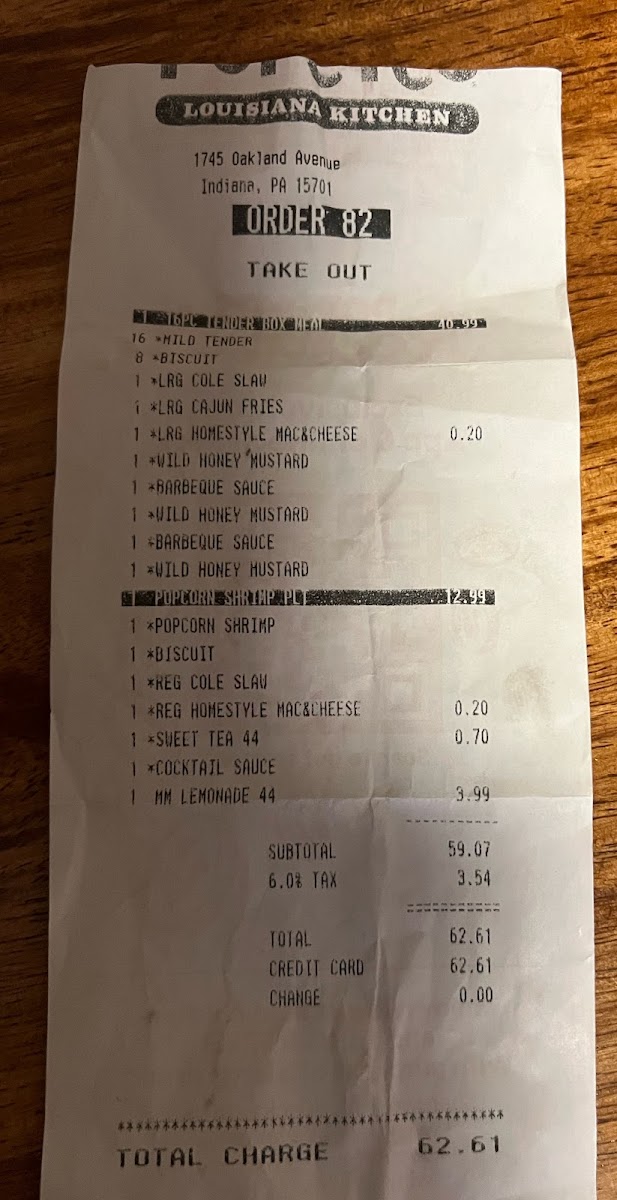 LOUISIANA KITCHEN
1745 Oakland Avenue
Indiana, PA 15701
ORDER 82
TAKE OUT
1 16PC TENDER BOX MEAL 40.99
16 *MILD TENDER
8 *BISCUIT
1 *LRG COLE SLAW
1 *LRG CAJUN FRIES
1 *LRG HOMESTYLE MAC&CHEESE 0.20
1 *WILD HONEY MUSTARD
1 *BARBEQUE SAUCE
1 *WILD HONEY MUSTARD
1 *BARBEQUE SAUCE
1 *WILD HONEY MUSTARD
1 POPCORN SHRIMP PLT 12.99
1 *POPCORN SHRIMP
1 *BISCUIT
1 *REG COLE SLAW
1 *REG HOMESTYLE MAC&CHEESE 0.20
1 *SWEET TEA 44 0.70
1 *COCKTAIL SAUCE
1 MM LEMONADE 44 3.99
SUBTOTAL 59.07
6.0% TAX 3.54
TOTAL 62.61
CREDIT CARD 62.61
CHANGE 0.00
TOTAL CHARGE 62.61